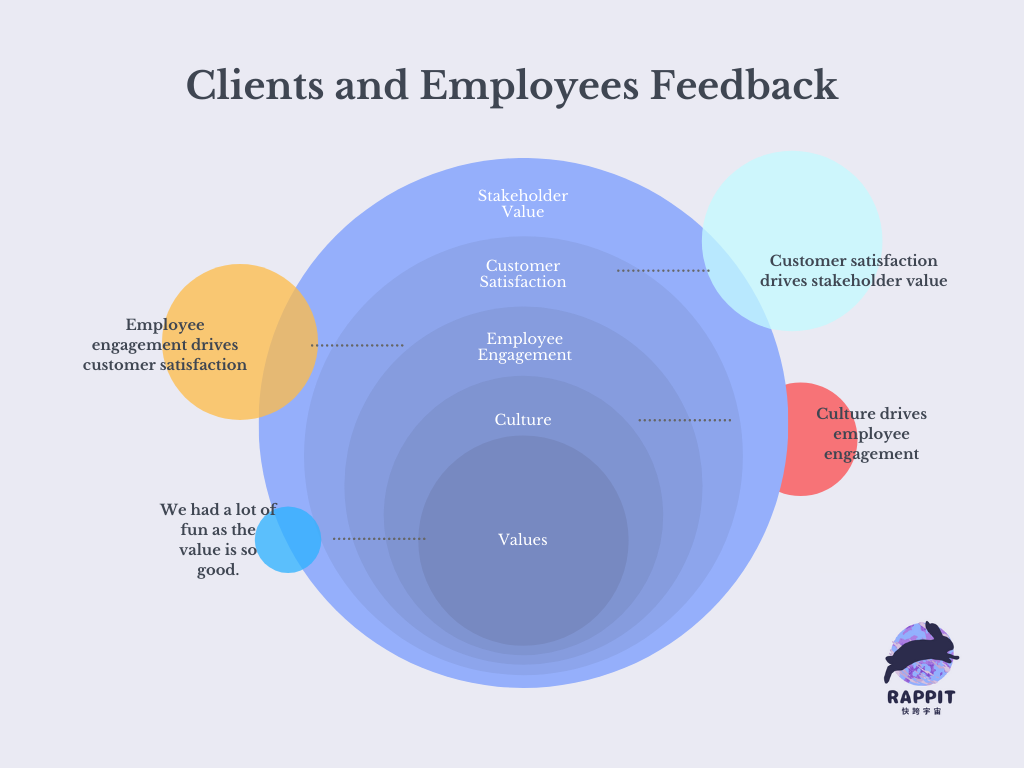 Clients and Employees Feedback
Stakeholder
Value
Customer
Satisfaction
Customer satisfaction
drives stakeholder value
Employee
engagement drives
customer satisfaction
Employee
Engagement
Culture
Culture drives
employee
engagement
We had a lot of
fun as the
value is so
good.
Values
RAPPIT
快跨宇宙